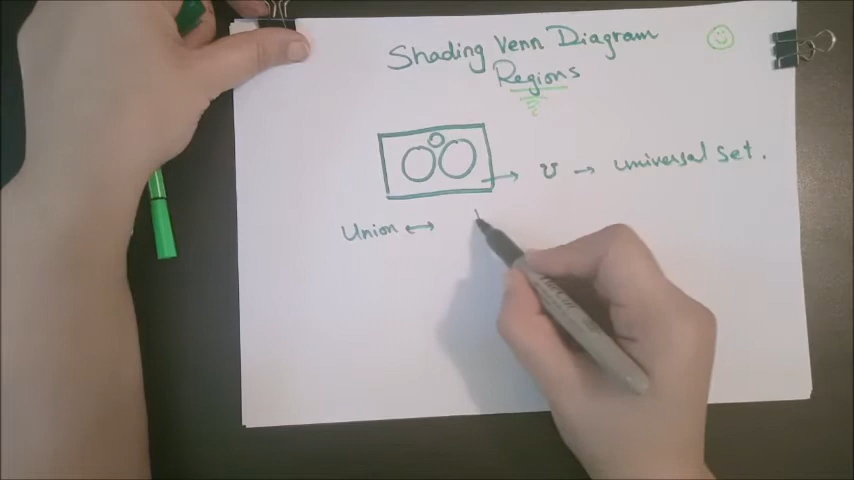 Shading Venn Diagram
Regions
U → universal set.
Union ↔